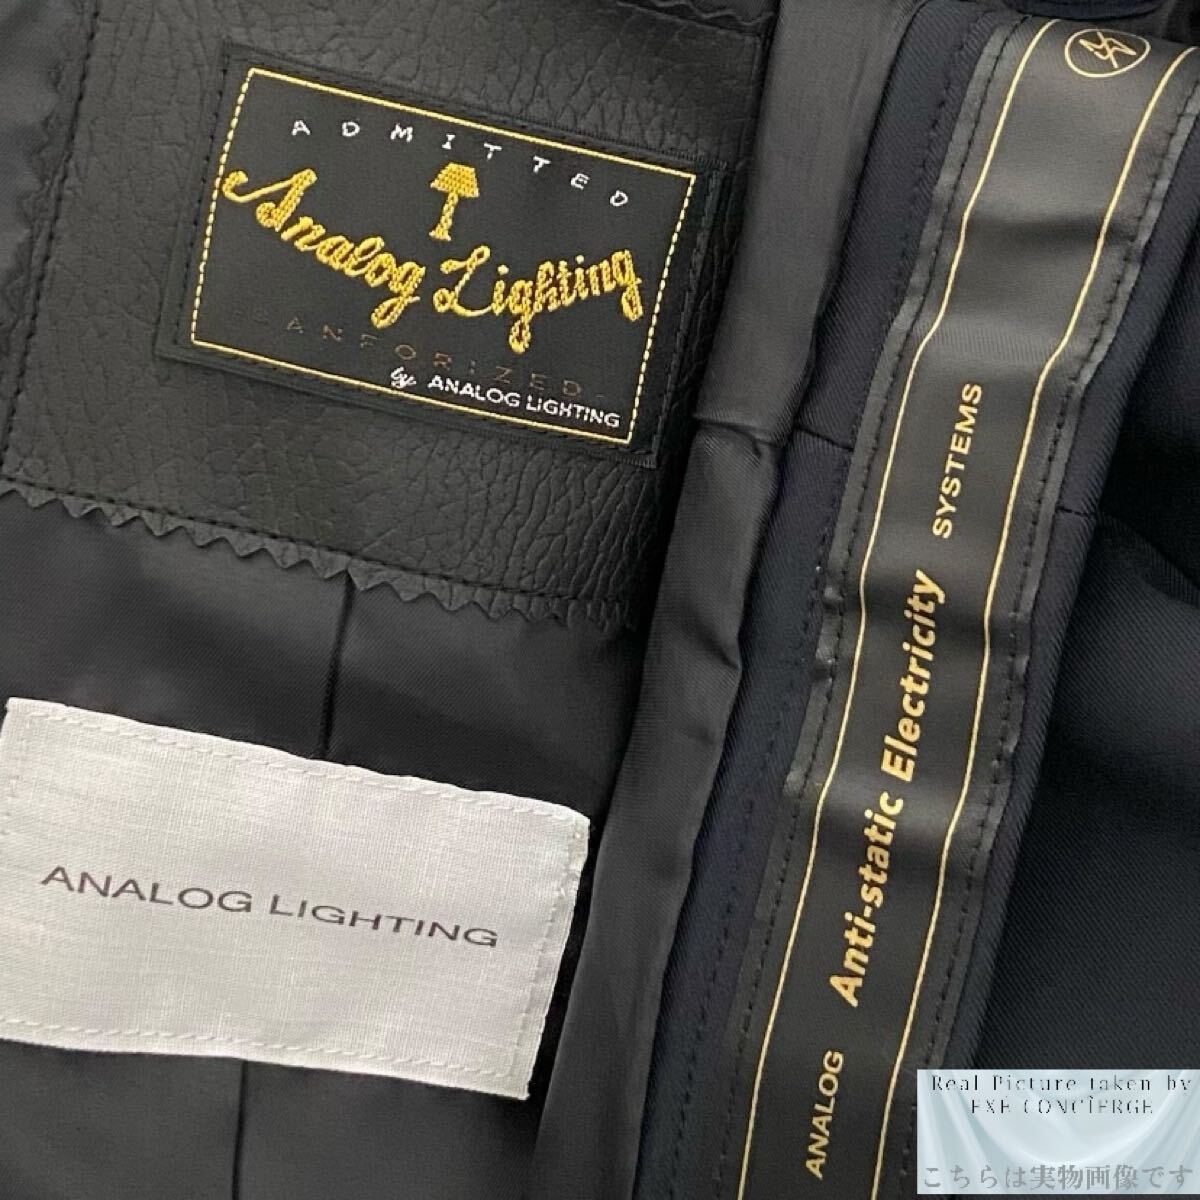 ADMITTED
Analog Lighting
SANFORIZED
by ANALOG LIGHTING
ANALOG LIGHTING
ANALOG Anti-static Electricity SYSTEMS
Real Picture taken by
EXE CONCIERGE
こちらは実物画像です